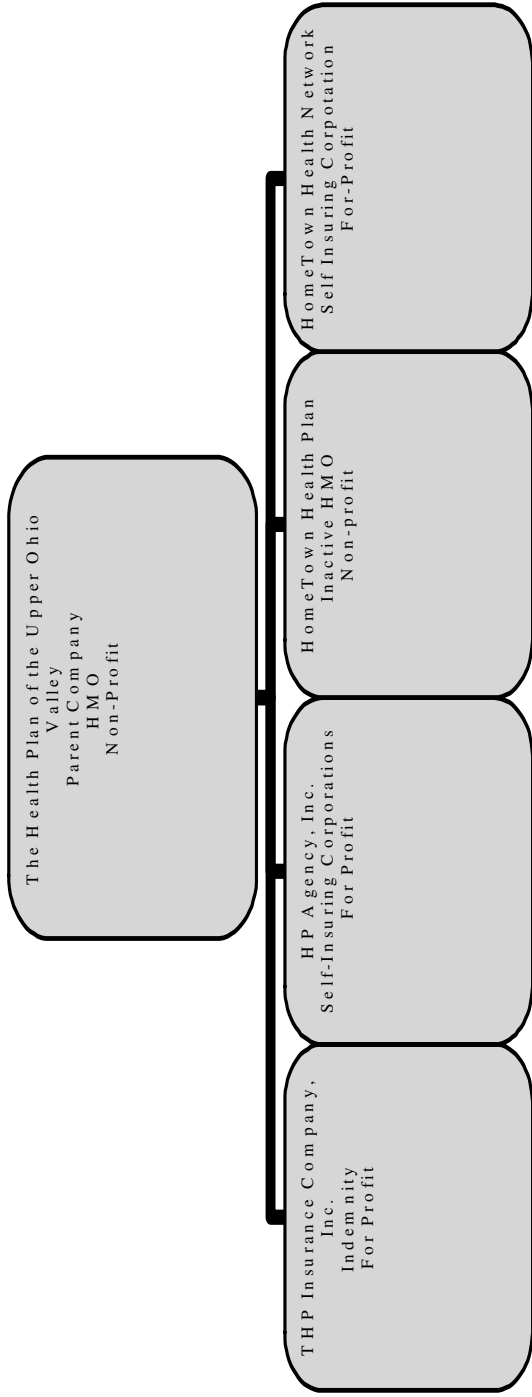 The Health Plan of the Upper Ohio
Valley
Parent Company
HMO
Non-Profit
THP Insurance Company,
Inc.
Indemnity
For Profit
HP Agency, Inc.
Self-Insuring Corporations
For Profit
HomeTown Health Plan
Inactive HMO
Non-profit
HomeTown Health Network
Self Insuring Corpotation
For-Profit